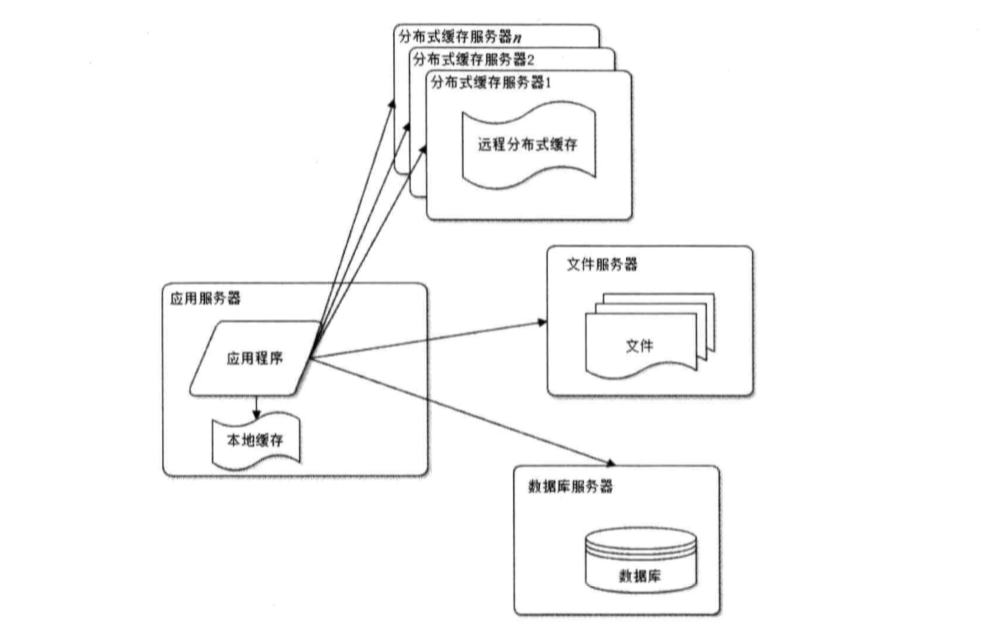 分布式缓存服务器n
分布式缓存服务器2
分布式缓存服务器1
远程分布式缓存
文件服务器
文件
应用服务器
应用程序
本地缓存
数据库服务器
数据库